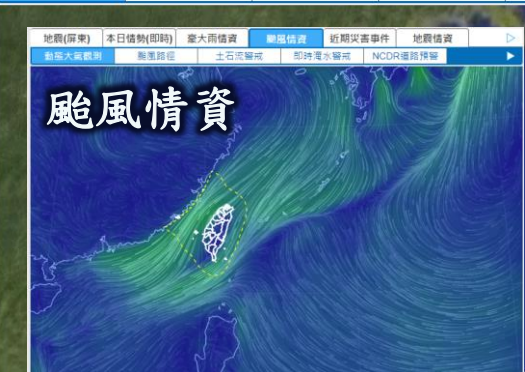 地震(屏東) 本日情勢(即時) 豪大雨情資 颱風情資 近期災害事件 地震情資
動態大氣觀測 颱風路徑 土石流警戒 即時淹水警戒 NCDR道路預警
颱風情資